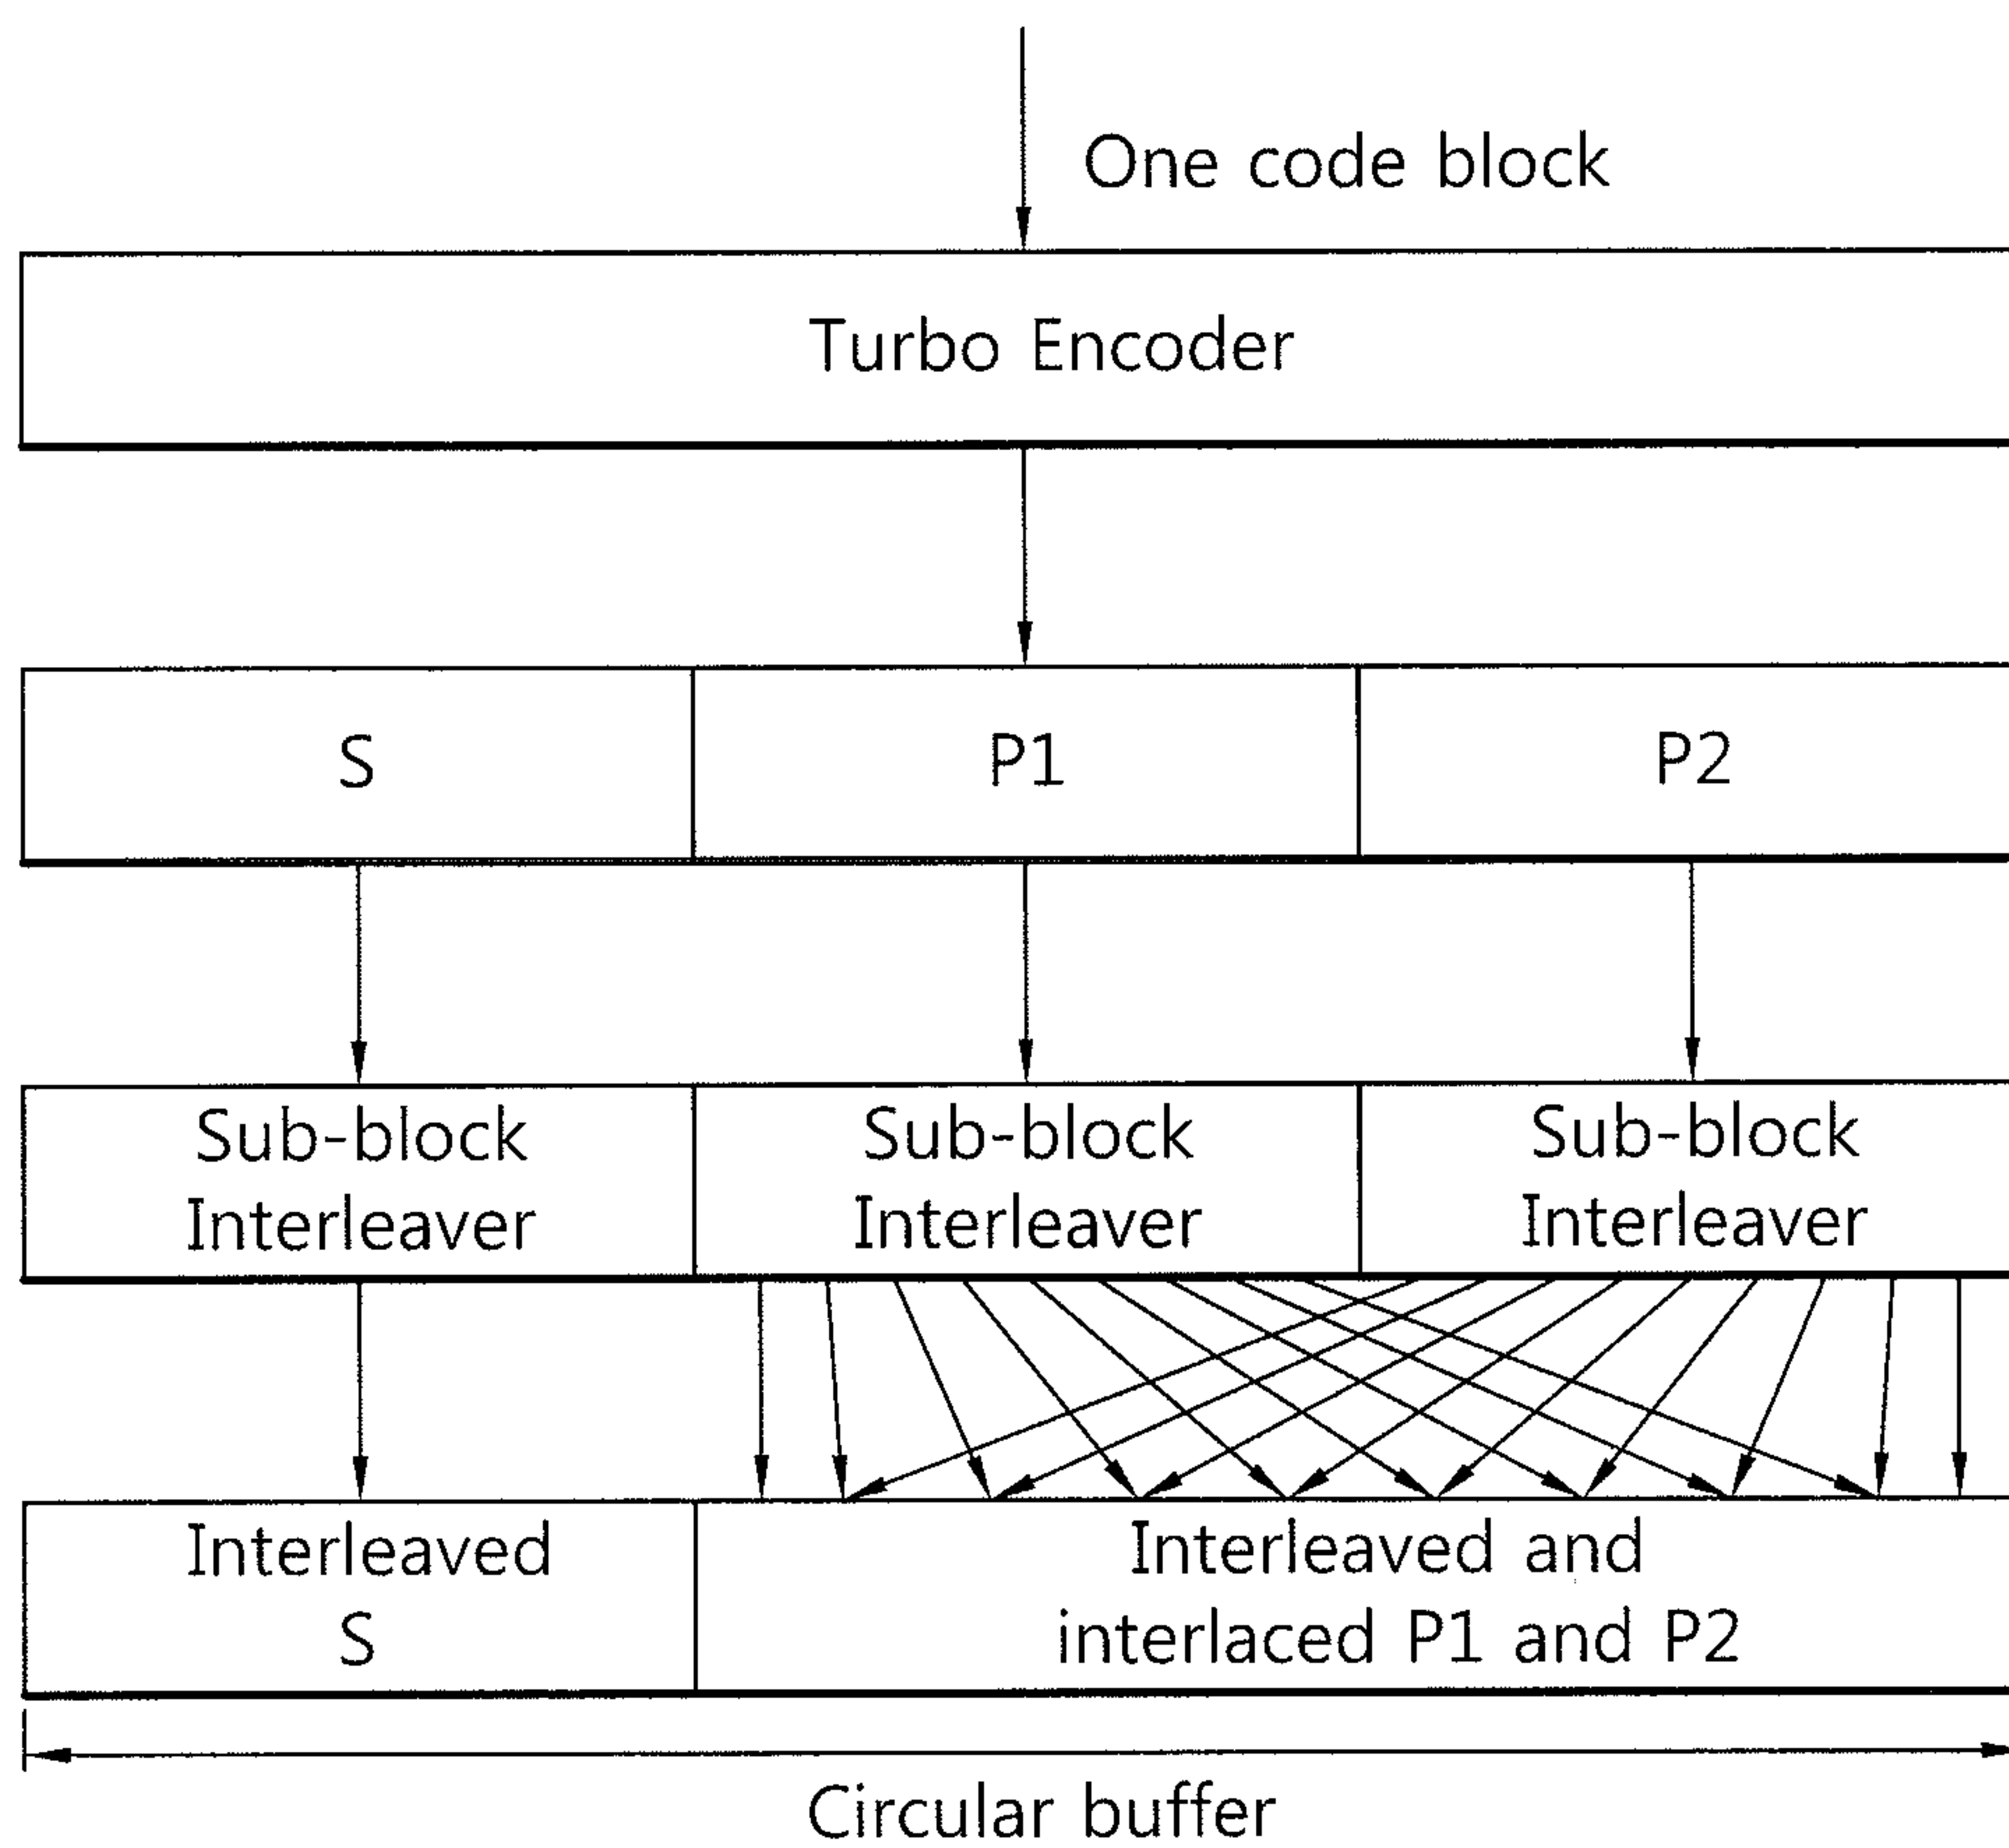 One code block
Turbo Encoder
S
P1
P2
Sub-block
Interleaver
Sub-block
Interleaver
Sub-block
Interleaver
Interleaved
S
Interleaved and
interlaced P1 and P2
Circular buffer